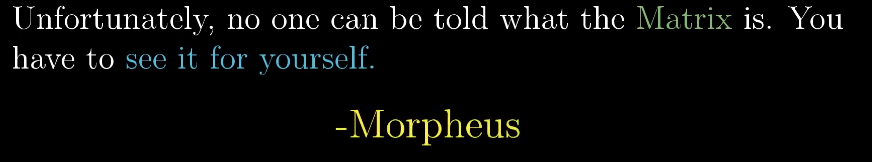 Unfortunately, no one can be told what the Matrix is. You
have to see it for yourself.
-Morpheus